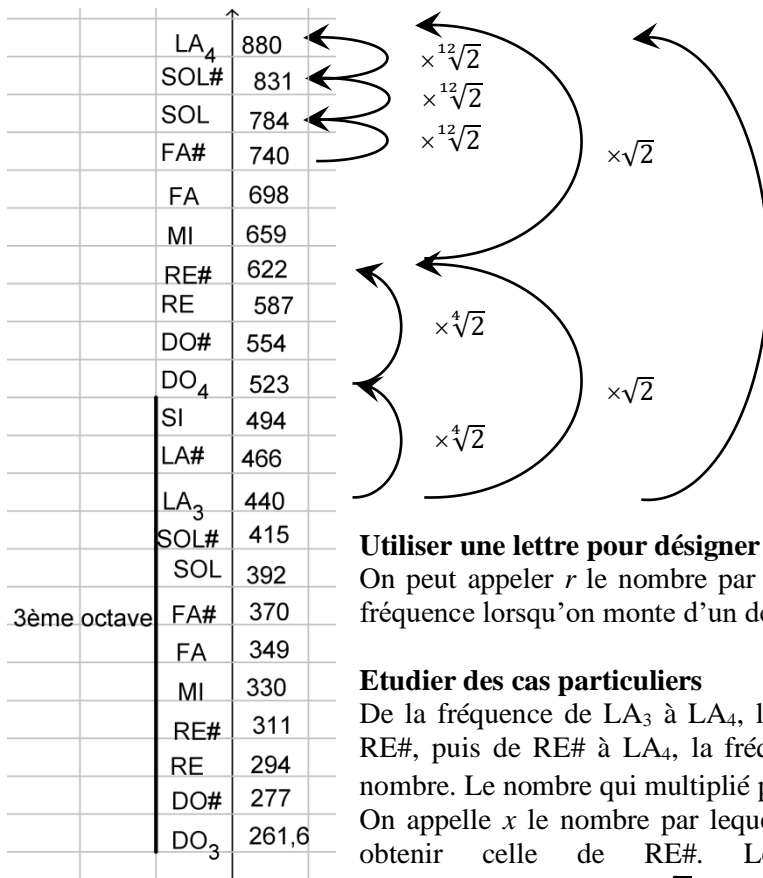 LA4 880
SOL# 831
SOL 784
FA# 740
FA 698
MI 659
RE# 622
RE 587
DO# 554
DO4 523
SI 494
LA# 466
LA3 440
SOL# 415
SOL 392
3ème octave FA# 370
FA 349
MI 330
RE# 311
RE 294
DO# 277
DO3 261,6
×¹²√2
×¹²√2
×¹²√2
×√2
×⁴√2
×√2
×⁴√2
Utiliser une lettre pour désigner
On peut appeler r le nombre par
fréquence lorsqu’on monte d’un
Etudier des cas particuliers
De la fréquence de LA3 à LA4,
RE#, puis de RE# à LA4, la
nombre. Le nombre qui multiplié
On appelle x le nombre par
obtenir celle de RE#.